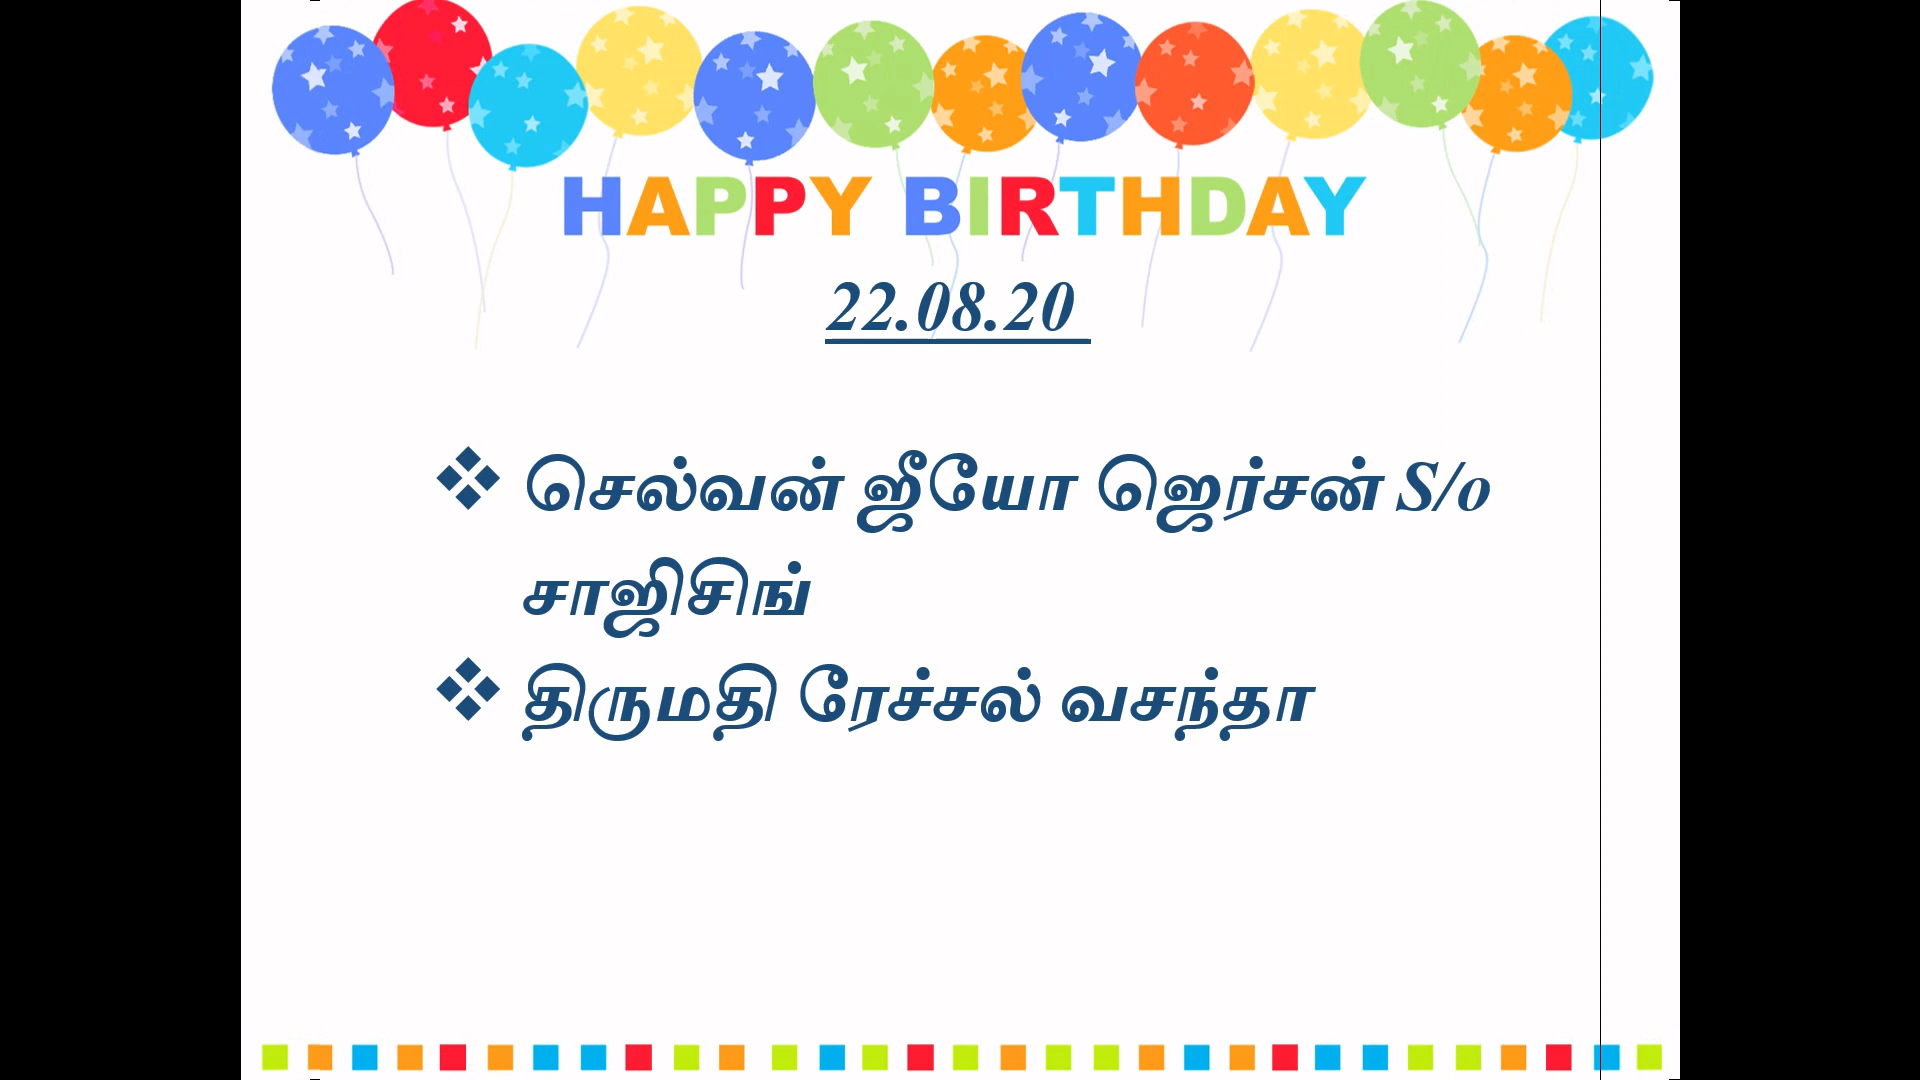 HAPPY BIRTHDAY
22.08.20
❖ செல்வன் ஜீயோ ஜெர்சன் S/o
சாஜிசிங்
❖ திருமதி ரேச்சல் வசந்தா